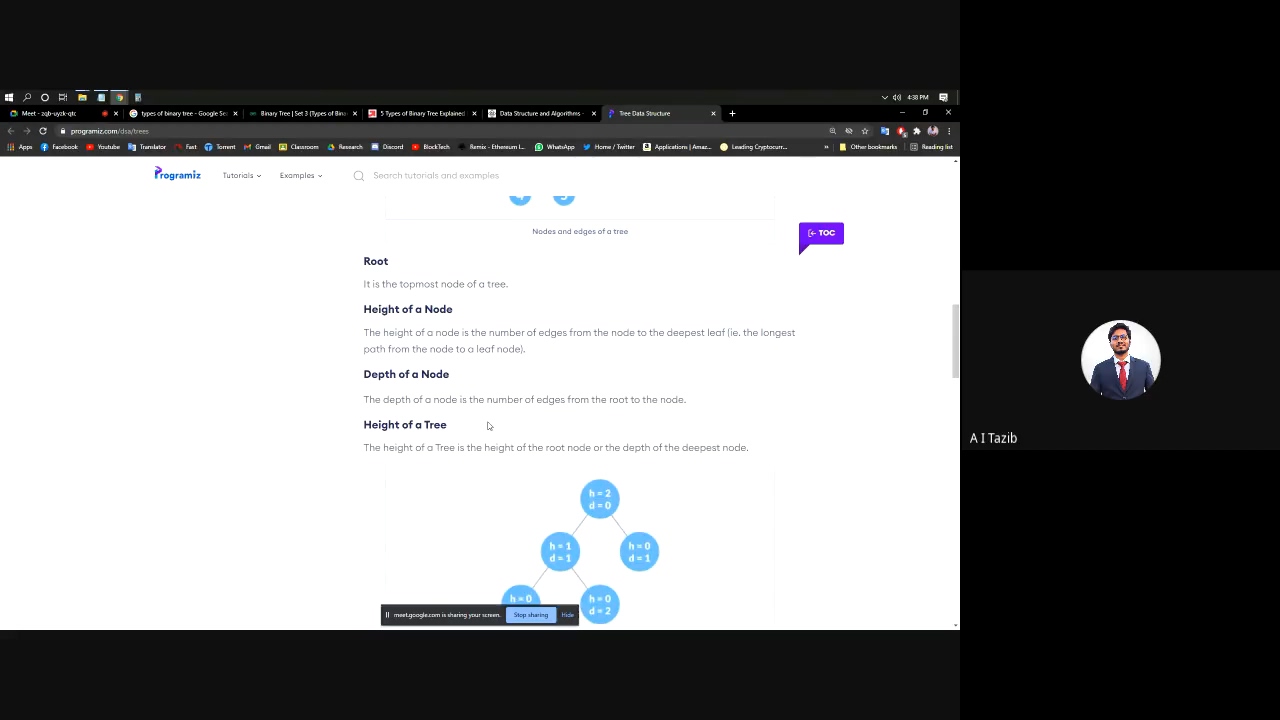 4:38 PM
Meet - zqb-uyzk-qtc
types of binary tree - Google Se
Binary Tree | Set 3 (Types of Bina
5 Types of Binary Tree Explained
Data Structure and Algorithms -
Tree Data Structure
programiz.com/dsa/trees
Apps
Facebook
Youtube
Translator
Fast
Torrent
Gmail
Classroom
Research
Discord
BlockTech
Remix - Ethereum I...
WhatsApp
Home / Twitter
Applications | Amaz...
Leading Cryptocurr...
Other bookmarks
Reading list
Programiz
Tutorials
Examples
Search tutorials and examples
Nodes and edges of a tree
TOC
Root
It is the topmost node of a tree.
Height of a Node
The height of a node is the number of edges from the node to the deepest leaf (ie. the longest
path from the node to a leaf node).
Depth of a Node
The depth of a node is the number of edges from the root to the node.
Height of a Tree
The height of a Tree is the height of the root node or the depth of the deepest node.
h = 2
d = 0
h = 1
d = 1
h = 0
d = 1
h = 0
h = 0
d = 2
meet.google.com is sharing your screen.
Stop sharing
Hide
A I Tazib